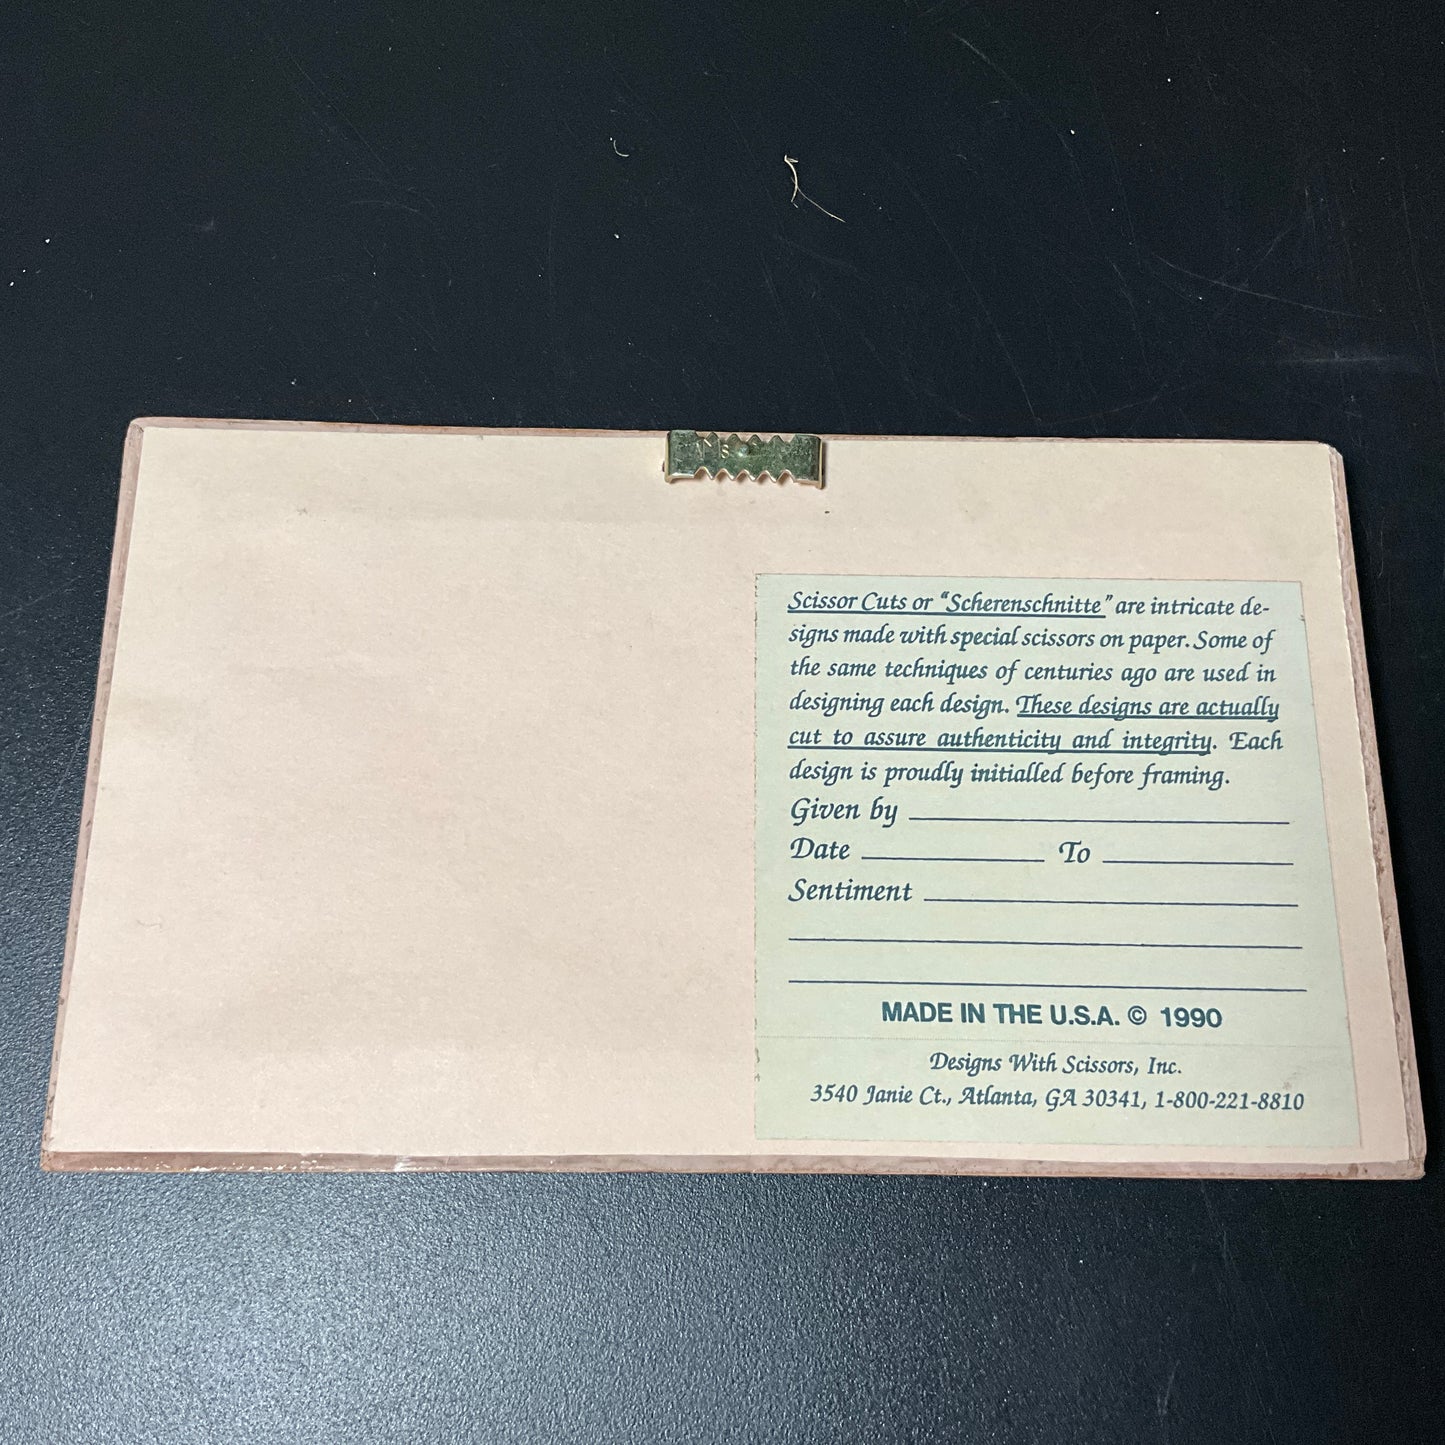 Scissor Cuts or "Scherenschnitte" are intricate de-
signs made with special scissors on paper. Some of
the same techniques of centuries ago are used in
designing each design. These designs are actually
cut to assure authenticity and integrity. Each
design is proudly initialled before framing.
Given by
Date To
Sentiment
MADE IN THE U.S.A. © 1990
Designs With Scissors, Inc.
3540 Janie Ct., Atlanta, GA 30341, 1-800-221-8810